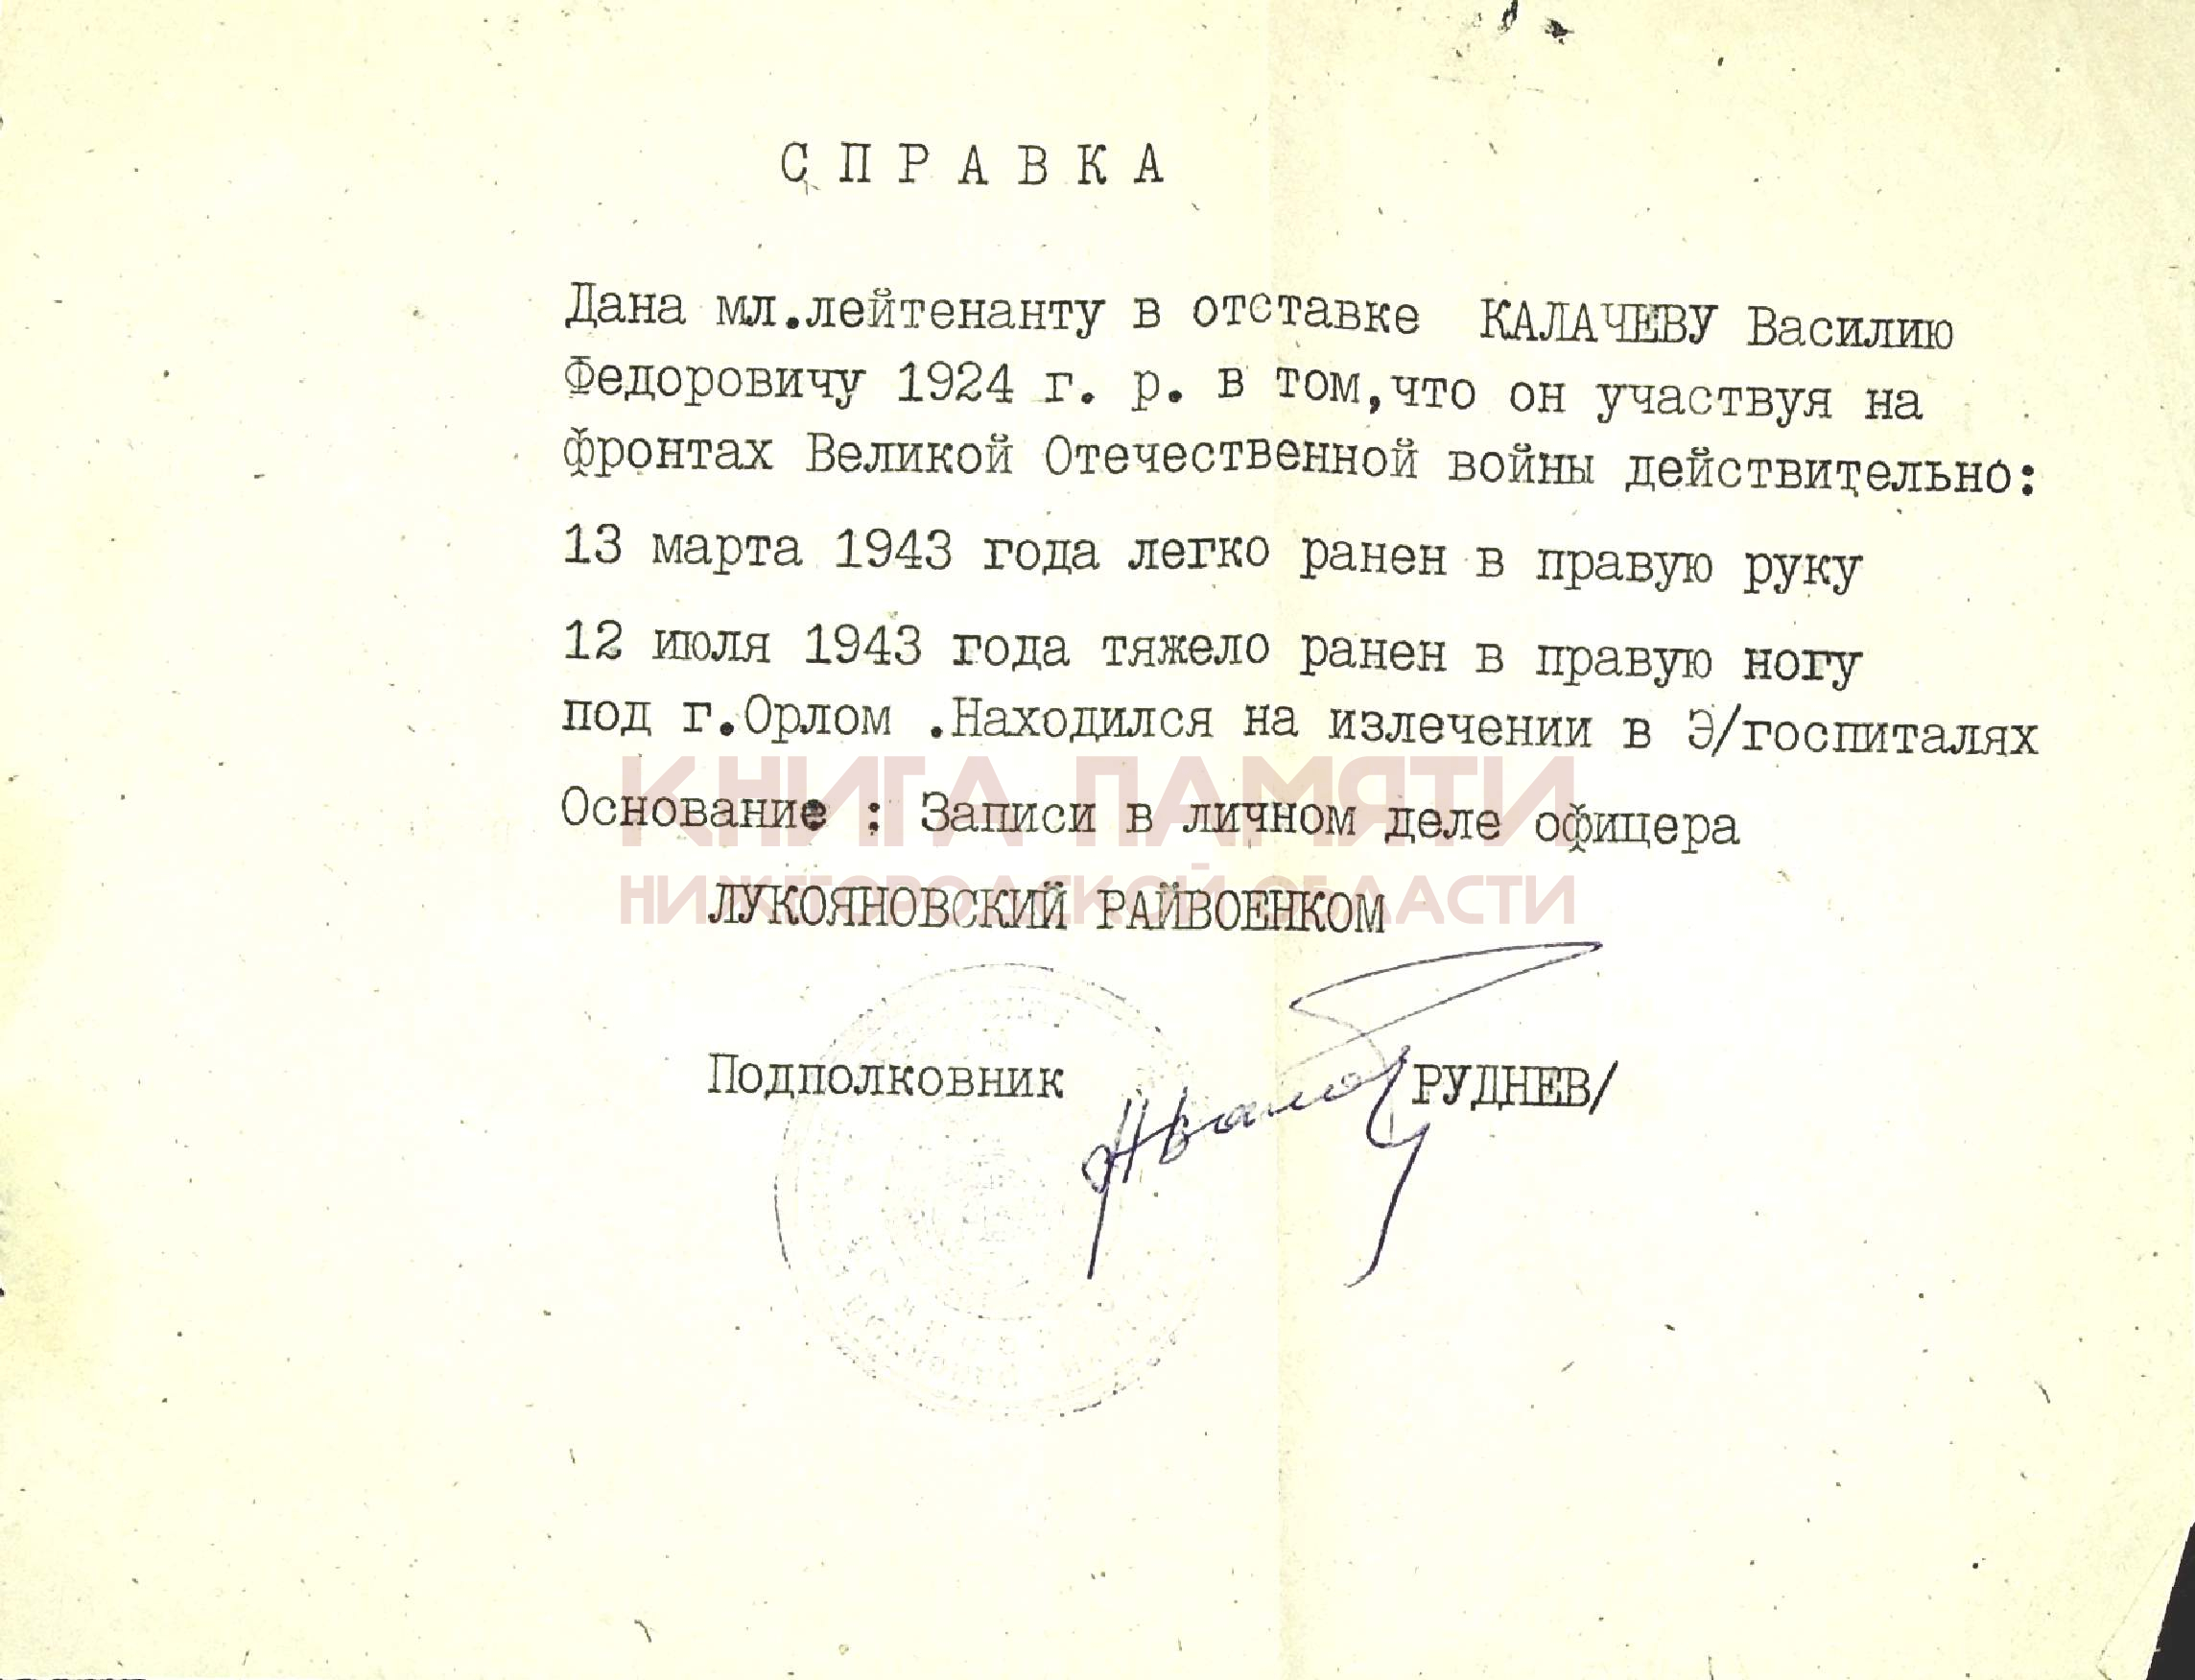 СПРАВКА
Дана мл.лейтенанту в отставке КАЛАЧЕВУ Василию
Федоровичу 1924 г. р. в том,что он участвуя на
фронтах Великой Отечественной войны действительно:
13 марта 1943 года легко ранен в правую руку
12 июля 1943 года тяжело ранен в правую ногу
под г.Орлом .Находился на излечении в Э/госпиталях
КНИГА ПАМЯТИ
Основание : Записи в личном деле офицера
НИЖЕГОРОДСКОЙ ОБЛАСТИ
ЛУКОЯНОВСКИЙ РАЙВОЕНКОМ
Подполковник РУДНЕВ/